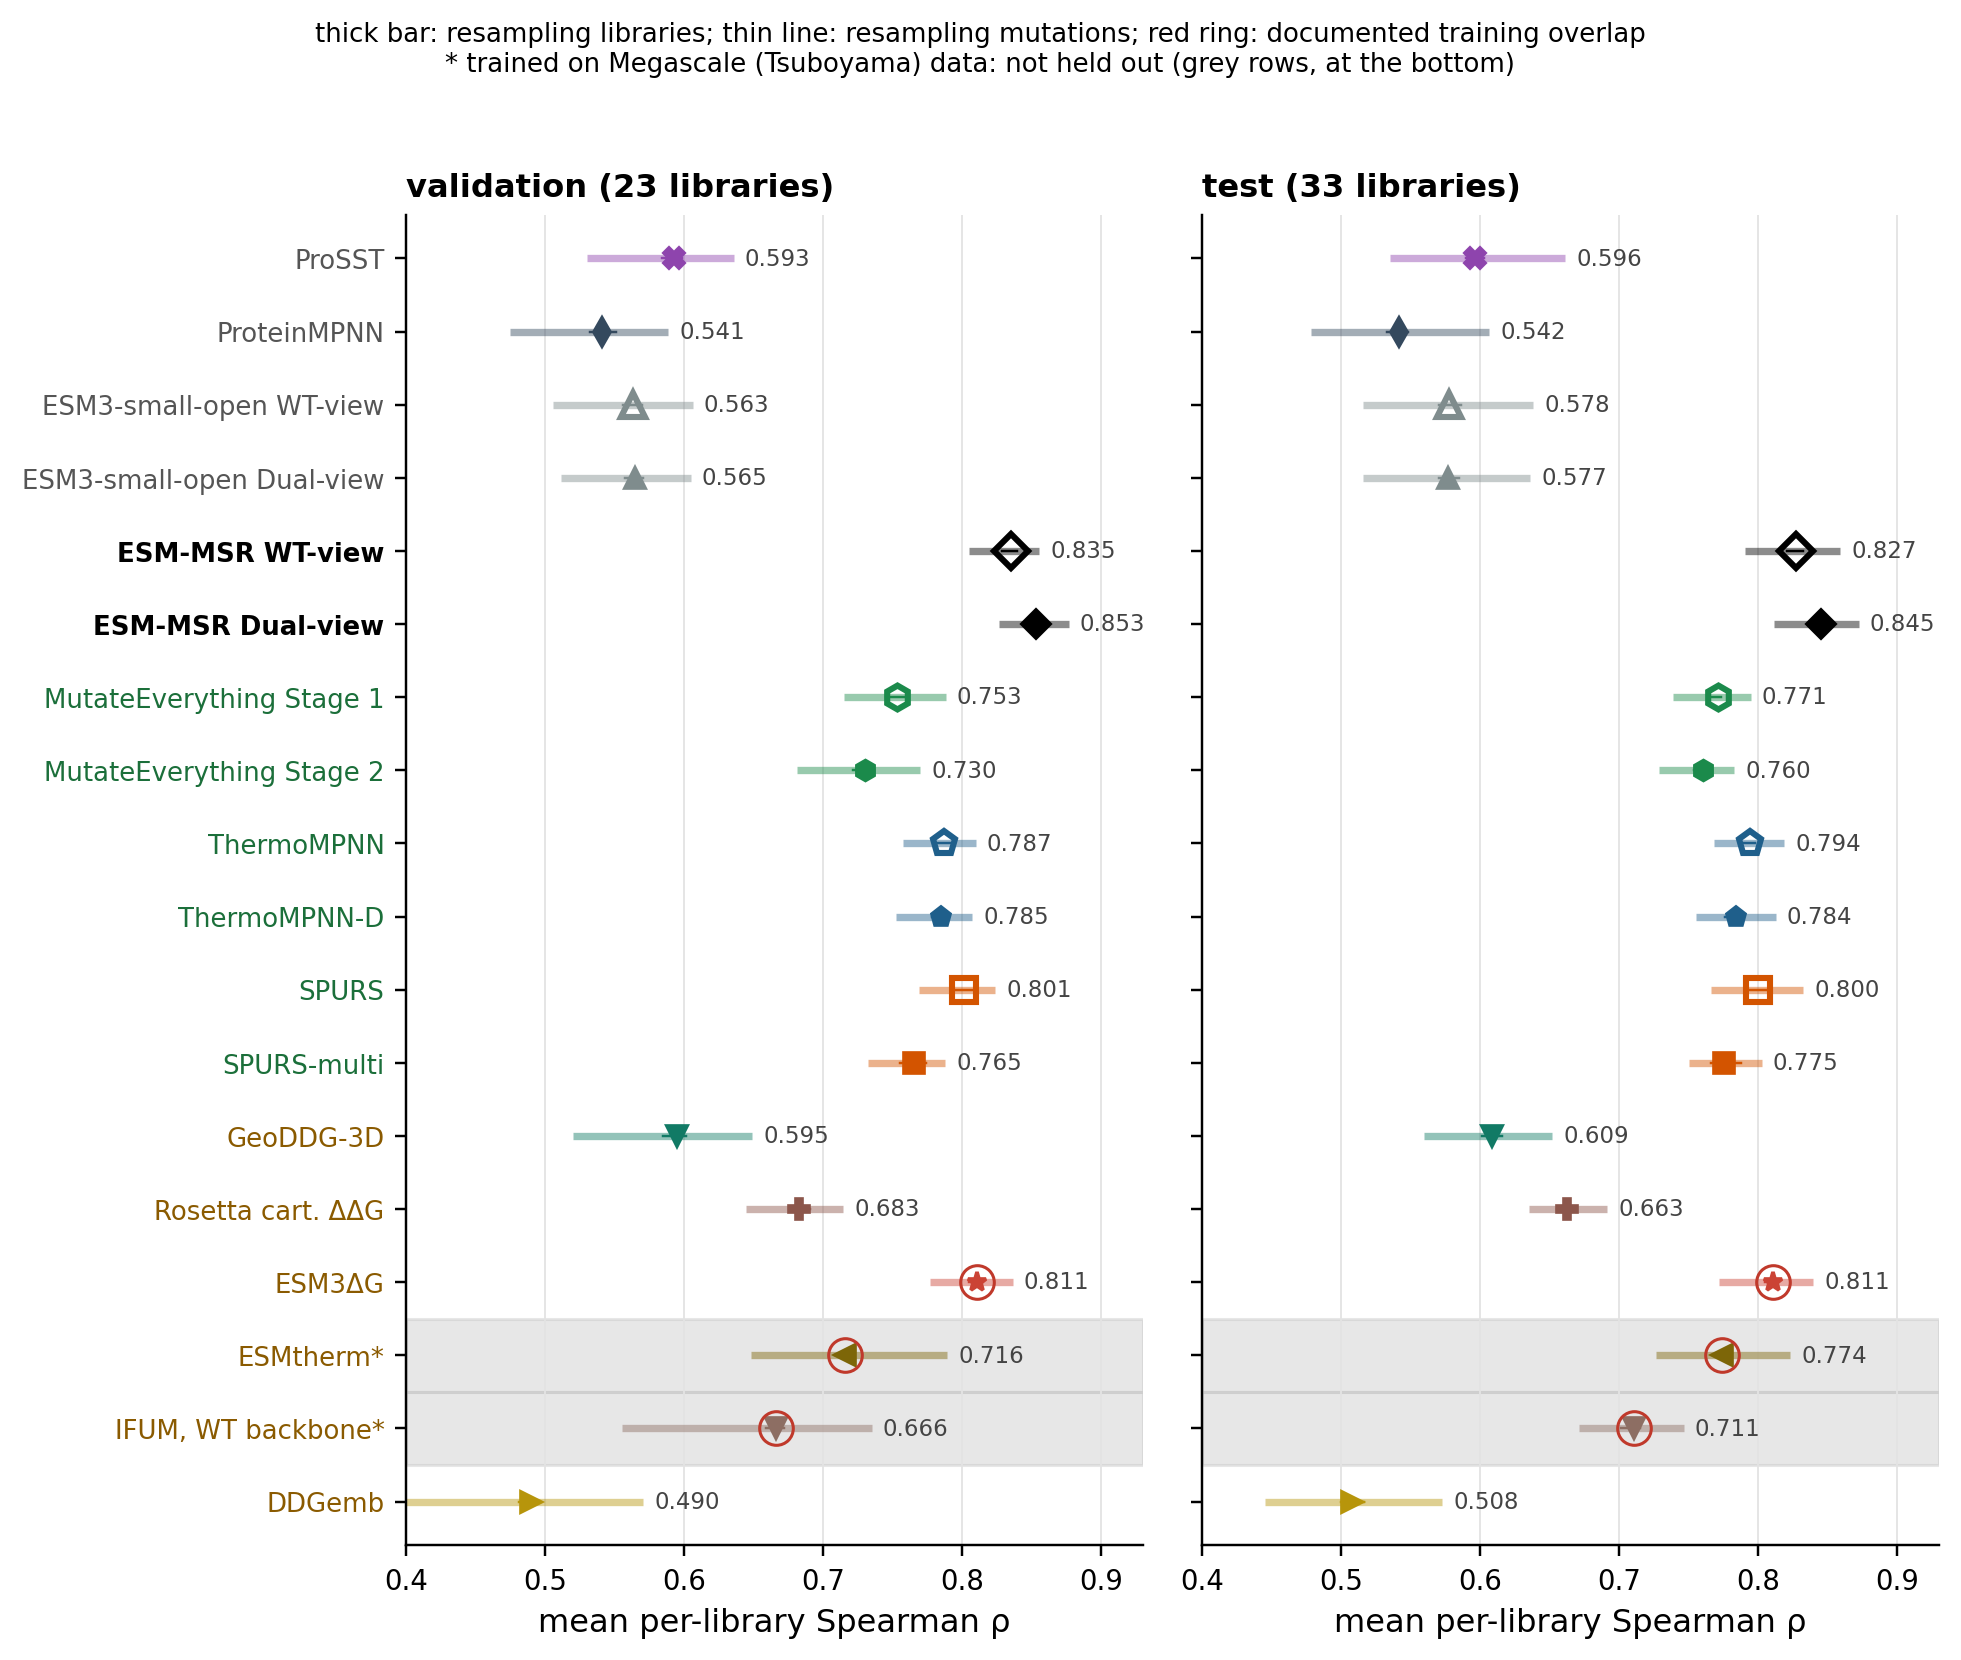 thick bar: resampling libraries; thin line: resampling mutations; red ring: documented training overlap
* trained on Megascale (Tsuboyama) data: not held out (grey rows, at the bottom)
validation (23 libraries)
test (33 libraries)
ProSST 0.593 0.596
ProteinMPNN 0.541 0.542
ESM3-small-open WT-view 0.563 0.578
ESM3-small-open Dual-view 0.565 0.577
ESM-MSR WT-view 0.835 0.827
ESM-MSR Dual-view 0.853 0.845
MutateEverything Stage 1 0.753 0.771
MutateEverything Stage 2 0.730 0.760
ThermoMPNN 0.787 0.794
ThermoMPNN-D 0.785 0.784
SPURS 0.801 0.800
SPURS-multi 0.765 0.775
GeoDDG-3D 0.595 0.609
Rosetta cart. ΔΔG 0.683 0.663
ESM3ΔG 0.811 0.811
ESMtherm* 0.716 0.774
IFUM, WT backbone* 0.666 0.711
DDGemb 0.490 0.508
0.4 0.5 0.6 0.7 0.8 0.9
0.4 0.5 0.6 0.7 0.8 0.9
mean per-library Spearman ρ
mean per-library Spearman ρ